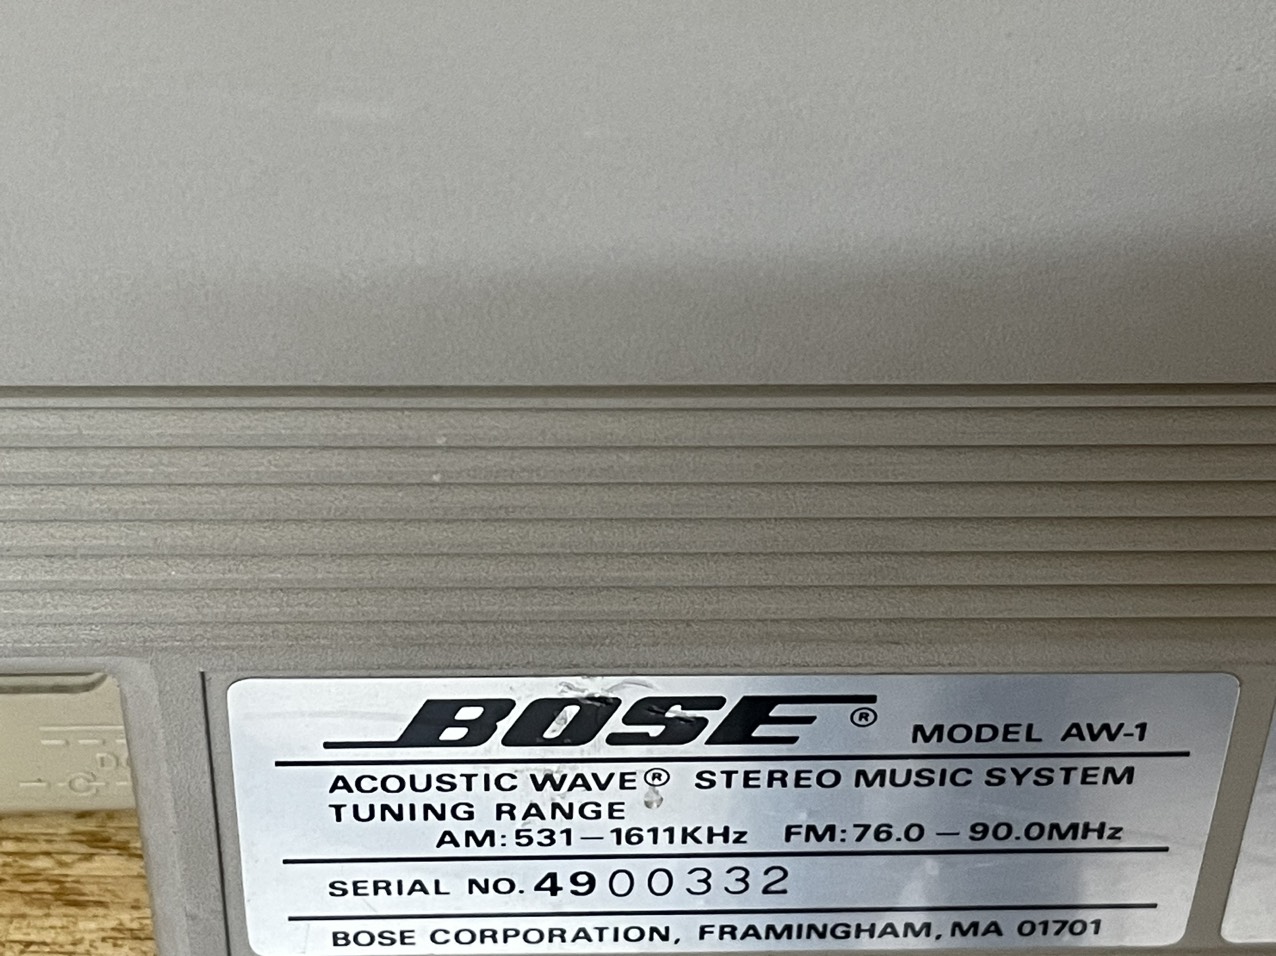 BOSE® MODEL AW-1
ACOUSTIC WAVE® STEREO MUSIC SYSTEM
TUNING RANGE
AM:531–1611KHz FM:76.0 – 90.0MHz
SERIAL NO. 4900332
BOSE CORPORATION, FRAMINGHAM, MA 01701